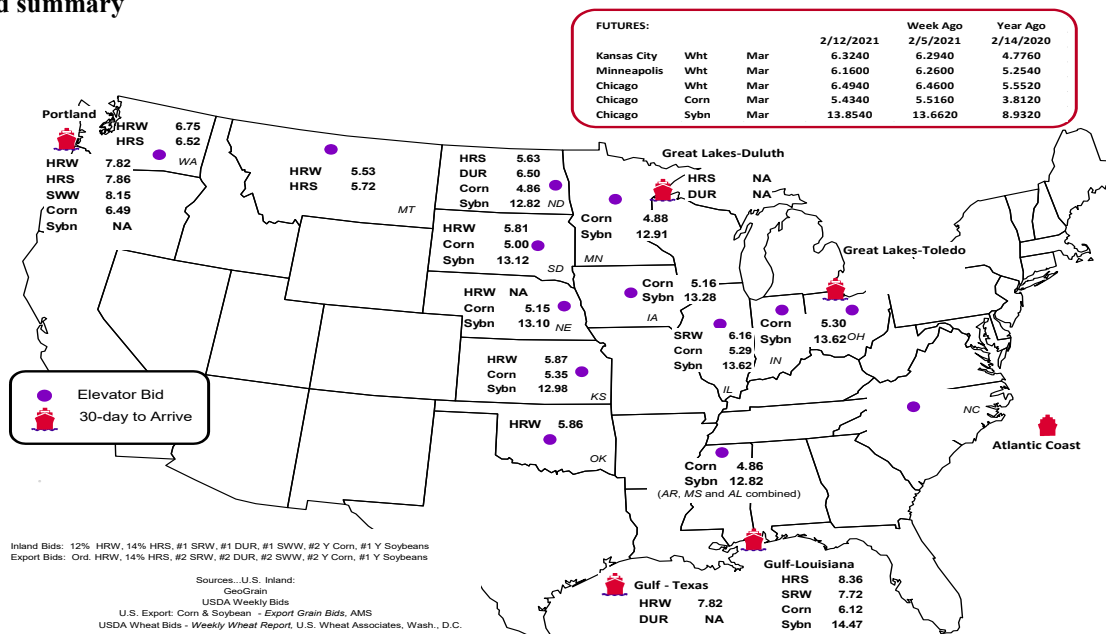 d summary
FUTURES: Week Ago Year Ago
2/12/2021 2/5/2021 2/14/2020
Kansas City Wht Mar 6.3240 6.2940 4.7760
Minneapolis Wht Mar 6.1600 6.2600 5.2540
Chicago Wht Mar 6.4940 6.4600 5.5520
Chicago Corn Mar 5.4340 5.5160 3.8120
Chicago Sybn Mar 13.8540 13.6620 8.9320
Portland
HRW 7.82
HRS 7.86
SWW 8.15
Corn 6.49
Sybn NA
HRW 6.75
HRS 6.52
WA
HRW 5.53
HRS 5.72
MT
HRS 5.63
DUR 6.50
Corn 4.86
Sybn 12.82 ND
HRW 5.81
Corn 5.00
Sybn 13.12
SD
HRW NA
Corn 5.15
Sybn 13.10 NE
HRW 5.87
Corn 5.35
Sybn 12.98
KS
HRW 5.86
OK
Corn 4.88
Sybn 12.91
MN
Great Lakes-Duluth
HRS NA
DUR NA
Corn 5.16
Sybn 13.28
IA
SRW 6.16
Corn 5.29
Sybn 13.62
IL
Great Lakes-Toledo
Corn 5.30
Sybn 13.62 OH
IN
NC
Atlantic Coast
Corn 4.86
Sybn 12.82
(AR, MS and AL combined)
Elevator Bid
30-day to Arrive
Gulf-Louisiana
HRS 8.36
SRW 7.72
Corn 6.12
Sybn 14.47
Gulf - Texas
HRW 7.82
DUR NA
Inland Bids: 12% HRW, 14% HRS, #1 SRW, #1 DUR, #1 SWW, #2 Y Corn, #1 Y Soybeans
Export Bids: Ord. HRW, 14% HRS, #2 SRW, #2 DUR, #2 SWW, #2 Y Corn, #1 Y Soybeans
Sources...U.S. Inland:
GeoGrain
USDA Weekly Bids
U.S. Export: Corn & Soybean - Export Grain Bids, AMS
USDA Wheat Bids - Weekly Wheat Report, U.S. Wheat Associates, Wash., D.C.